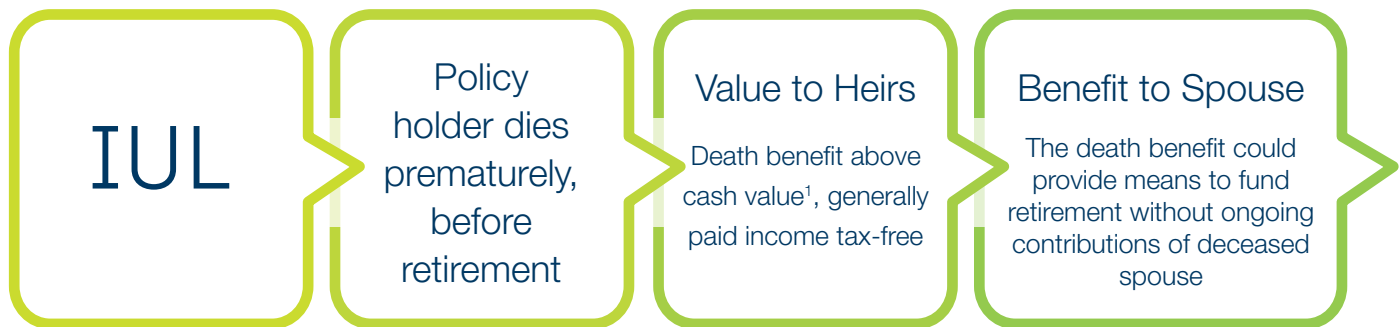 IUL
Policy
holder dies
prematurely,
before
retirement
Value to Heirs
Death benefit above
cash value¹, generally
paid income tax-free
Benefit to Spouse
The death benefit could
provide means to fund
retirement without ongoing
contributions of deceased
spouse